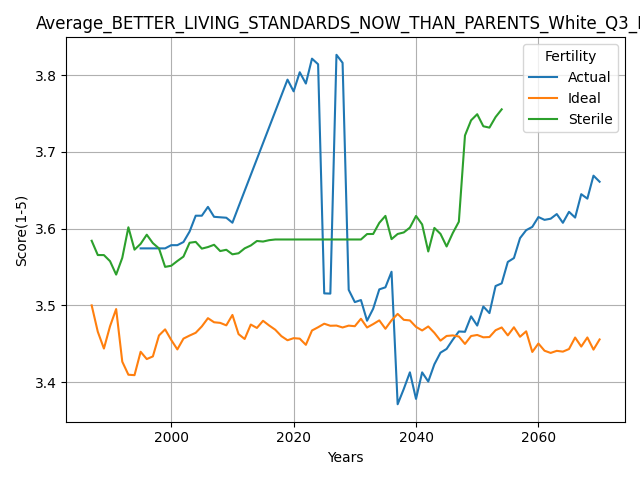 Average_BETTER_LIVING_STANDARDS_NOW_THAN_PARENTS_White_Q3_
Fertility
Actual
Ideal
Sterile
Score(1-5)
3.8
3.7
3.6
3.5
3.4
2000
2020
2040
2060
Years